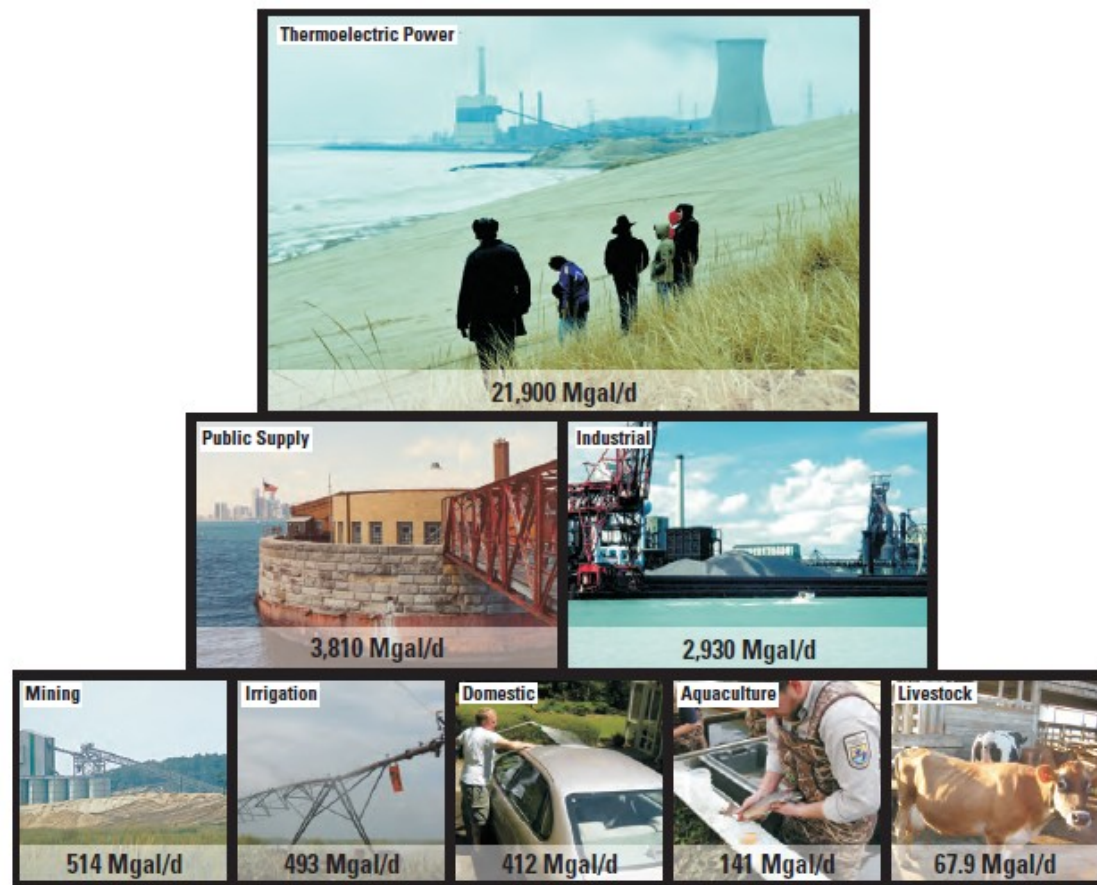 Thermoelectric Power
21,900 Mgal/d
Public Supply
3,810 Mgal/d
Industrial
2,930 Mgal/d
Mining
514 Mgal/d
Irrigation
493 Mgal/d
Domestic
412 Mgal/d
Aquaculture
141 Mgal/d
Livestock
67.9 Mgal/d